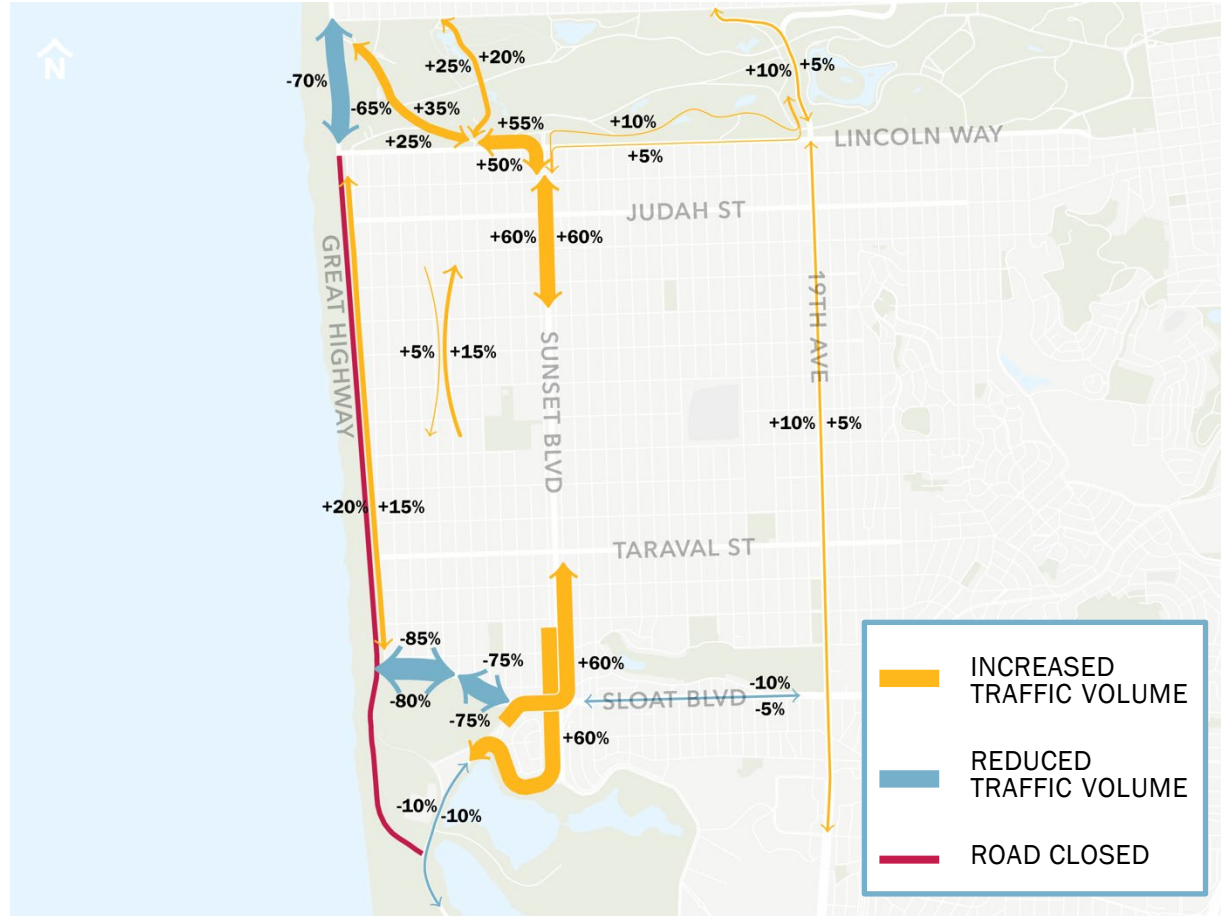 N
-70%
-65%
+35%
+25%
+25%
+20%
+55%
+50%
+10%
+5%
+10%
+5%
LINCOLN WAY
JUDAH ST
+60%
+60%
GREAT HIGHWAY
+5%
+15%
SUNSET BLVD
19TH AVE
+10%
+5%
+20%
+15%
TARAVAL ST
-85%
-80%
-75%
-75%
+60%
+60%
SLOAT BLVD
-10%
-5%
-10%
-10%
INCREASED
TRAFFIC VOLUME
REDUCED
TRAFFIC VOLUME
ROAD CLOSED